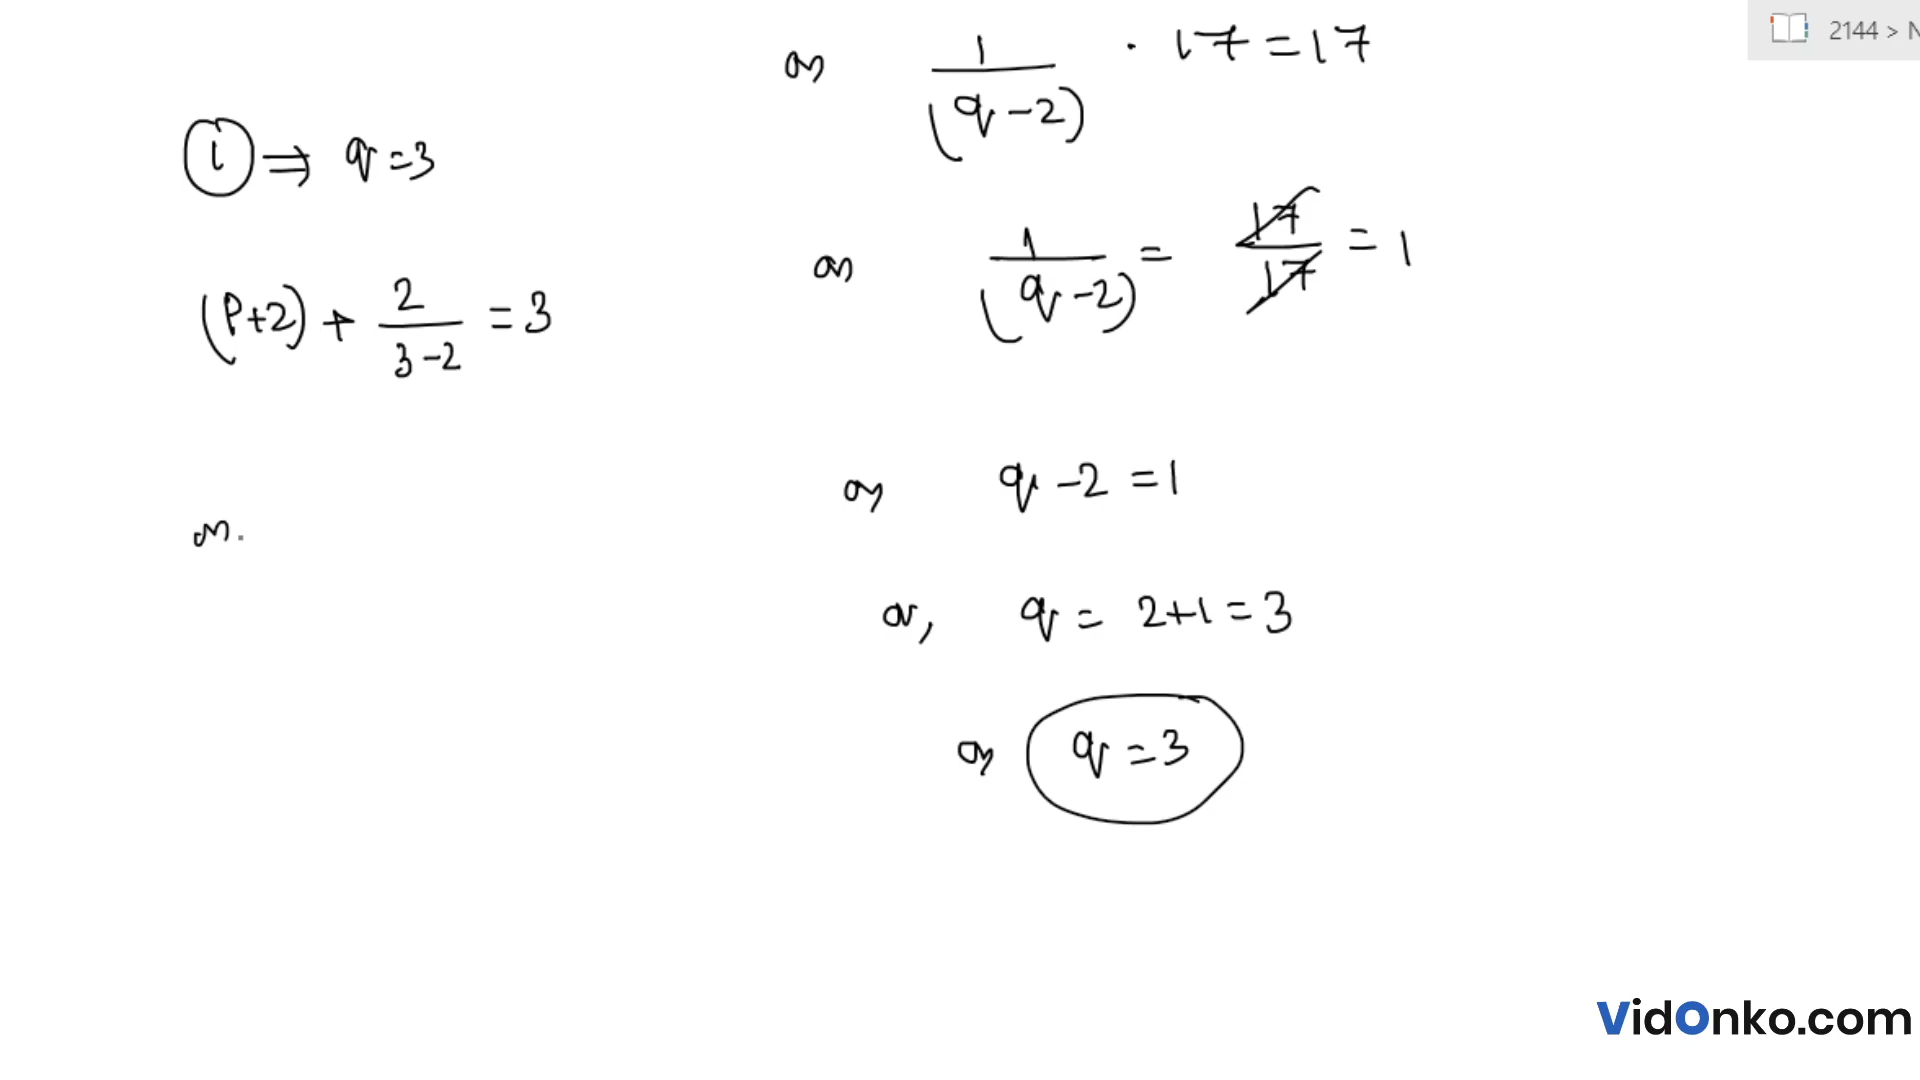 2144 > N
or 1/(q-2) · 17 = 17
or 1/(q-2) = 17/17 = 1
or q-2 = 1
or, q = 2+1 = 3
or q = 3
(i) ⇒ q = 3
(P+2) + 2/(3-2) = 3
or.
VidOnko.com